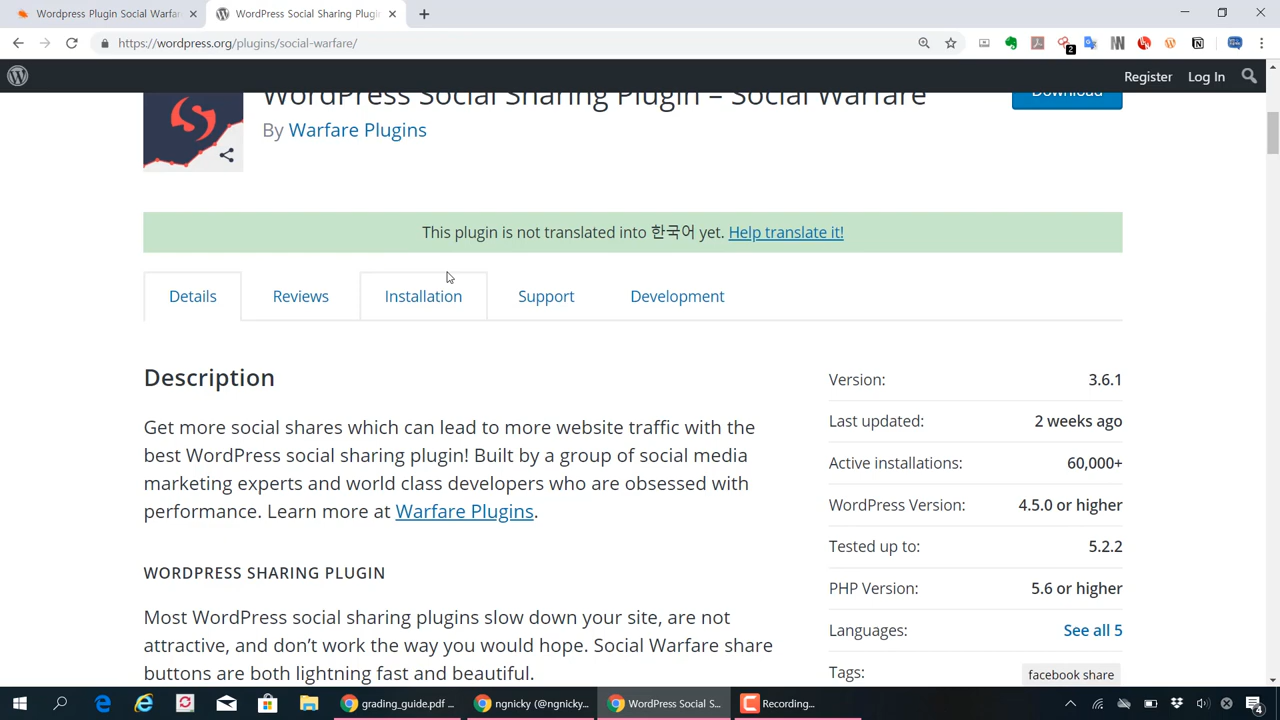 Wordpress Plugin Social Warfar
WordPress Social Sharing Plugin
https://wordpress.org/plugins/social-warfare/
2
Register
Log In
WordPress Social Sharing Plugin – Social Warfare
Download
By Warfare Plugins
This plugin is not translated into 한국어 yet. Help translate it!
Details
Reviews
Installation
Support
Development
Description
Get more social shares which can lead to more website traffic with the
best WordPress social sharing plugin! Built by a group of social media
marketing experts and world class developers who are obsessed with
performance. Learn more at Warfare Plugins.
WORDPRESS SHARING PLUGIN
Most WordPress social sharing plugins slow down your site, are not
attractive, and don’t work the way you would hope. Social Warfare share
buttons are both lightning fast and beautiful.
Version: 3.6.1
Last updated: 2 weeks ago
Active installations: 60,000+
WordPress Version: 4.5.0 or higher
Tested up to: 5.2.2
PHP Version: 5.6 or higher
Languages: See all 5
Tags: facebook share
grading_guide.pdf ...
ngnicky (@ngnicky...
WordPress Social S...
Recording...
4